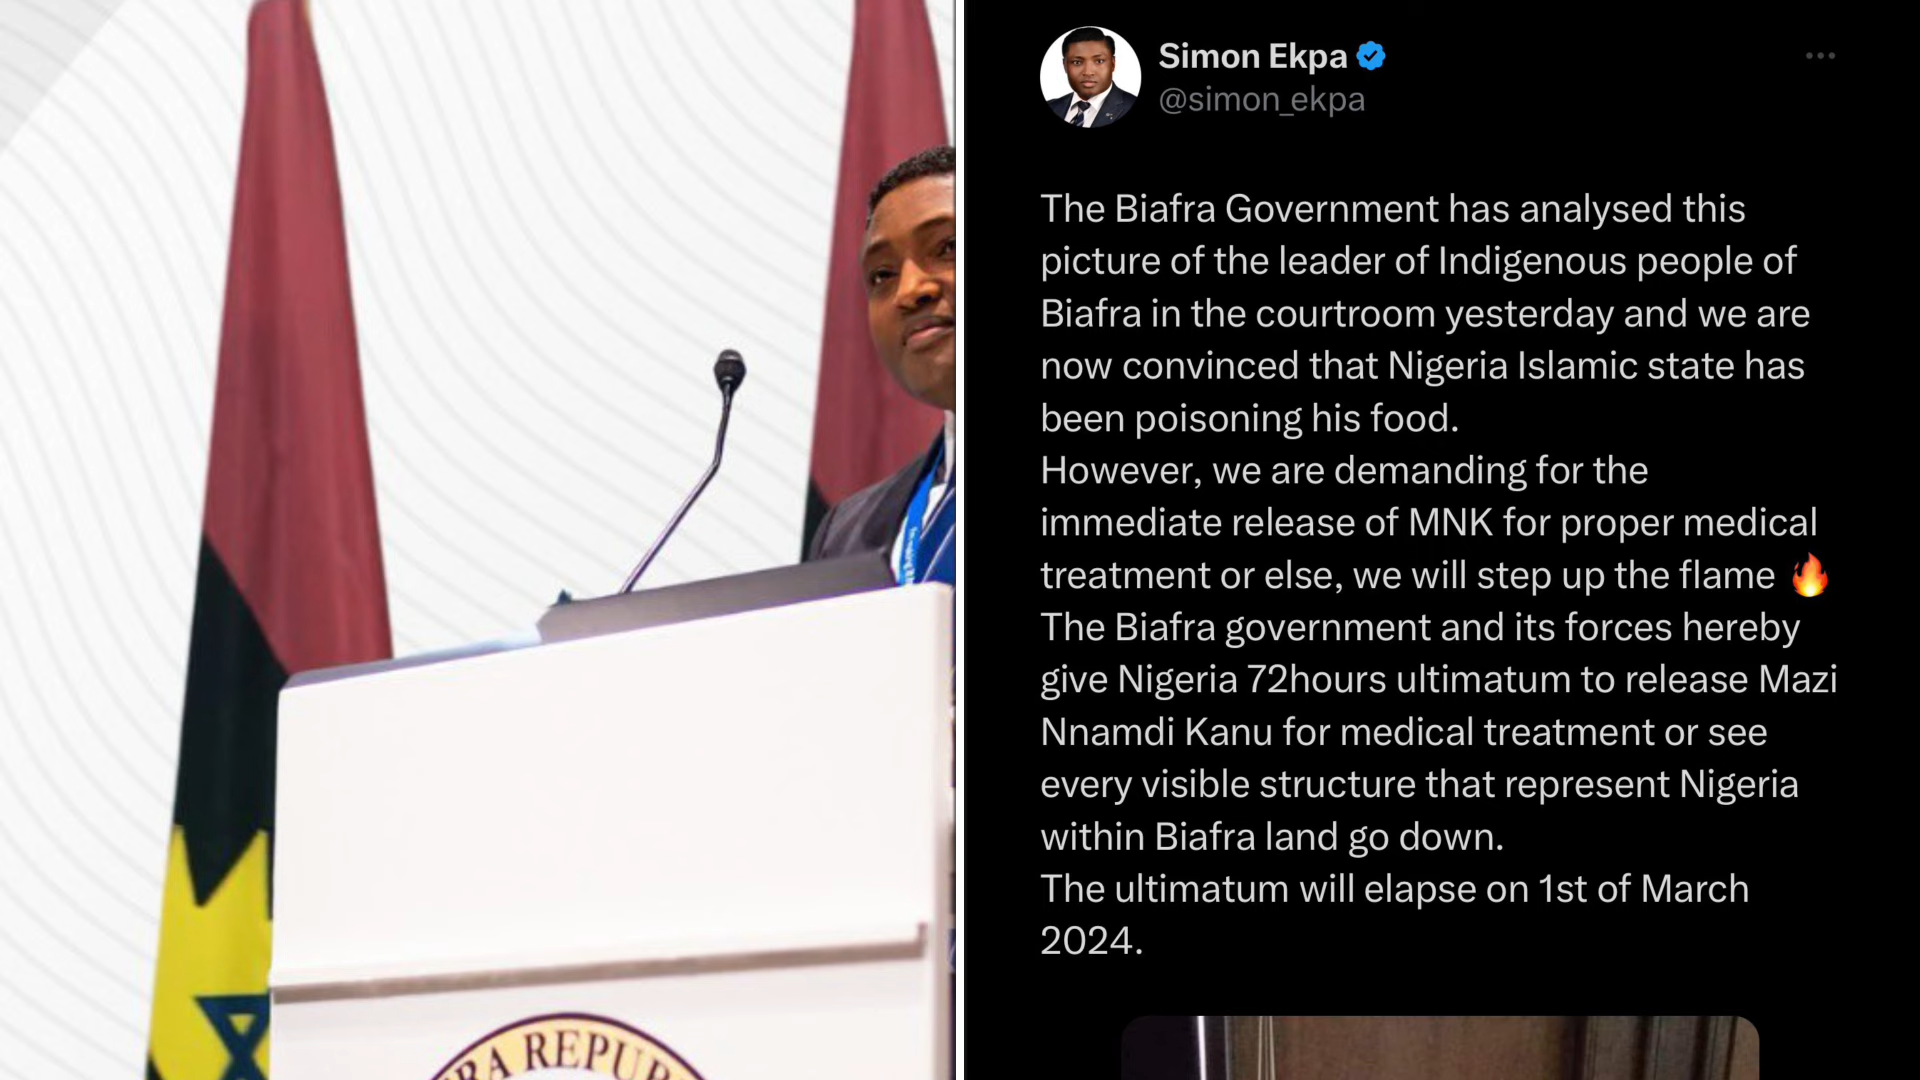 RA REPU
Simon Ekpa
@simon_ekpa
The Biafra Government has analysed this
picture of the leader of Indigenous people of
Biafra in the courtroom yesterday and we are
now convinced that Nigeria Islamic state has
been poisoning his food.
However, we are demanding for the
immediate release of MNK for proper medical
treatment or else, we will step up the flame 🔥
The Biafra government and its forces hereby
give Nigeria 72hours ultimatum to release Mazi
Nnamdi Kanu for medical treatment or see
every visible structure that represent Nigeria
within Biafra land go down.
The ultimatum will elapse on 1st of March
2024.